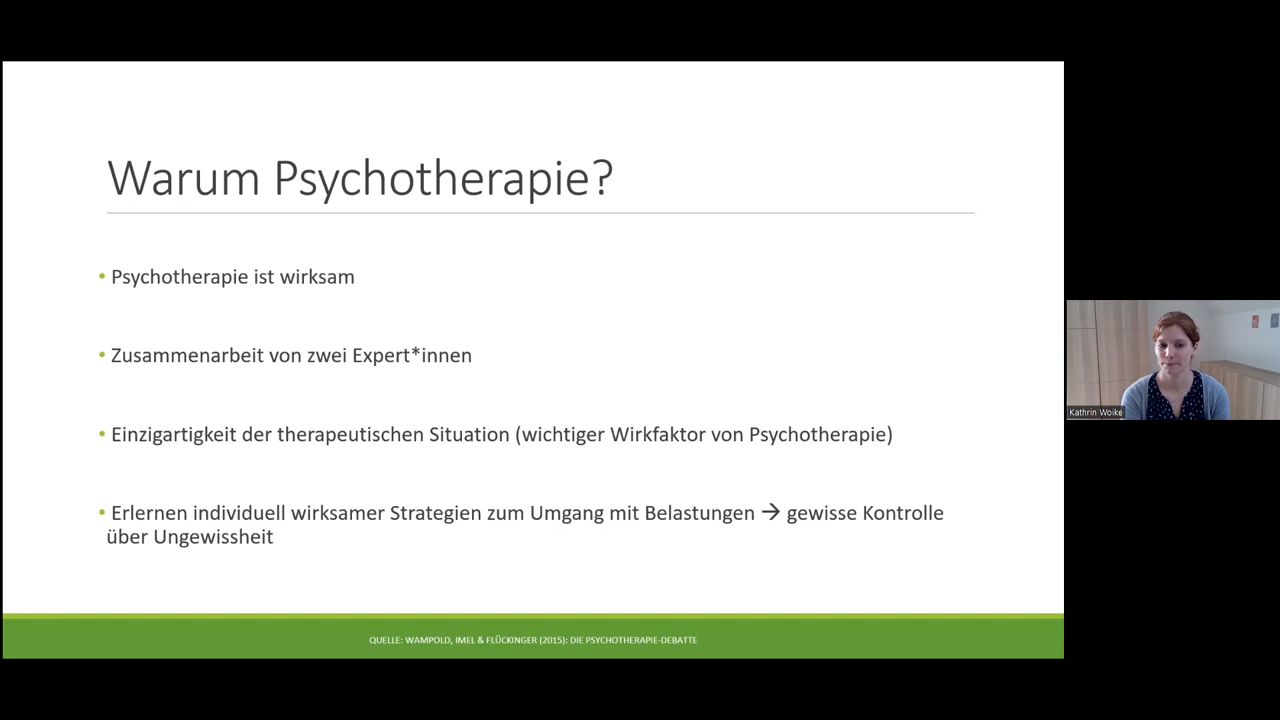 Warum Psychotherapie?
• Psychotherapie ist wirksam
• Zusammenarbeit von zwei Expert*innen
• Einzigartigkeit der therapeutischen Situation (wichtiger Wirkfaktor von Psychotherapie)
• Erlernen individuell wirksamer Strategien zum Umgang mit Belastungen → gewisse Kontrolle
über Ungewissheit
QUELLE: WAMPOLD, IMEL & FLÜCKINGER (2015): DIE PSYCHOTHERAPIE-DEBATTE
Kathrin Woike